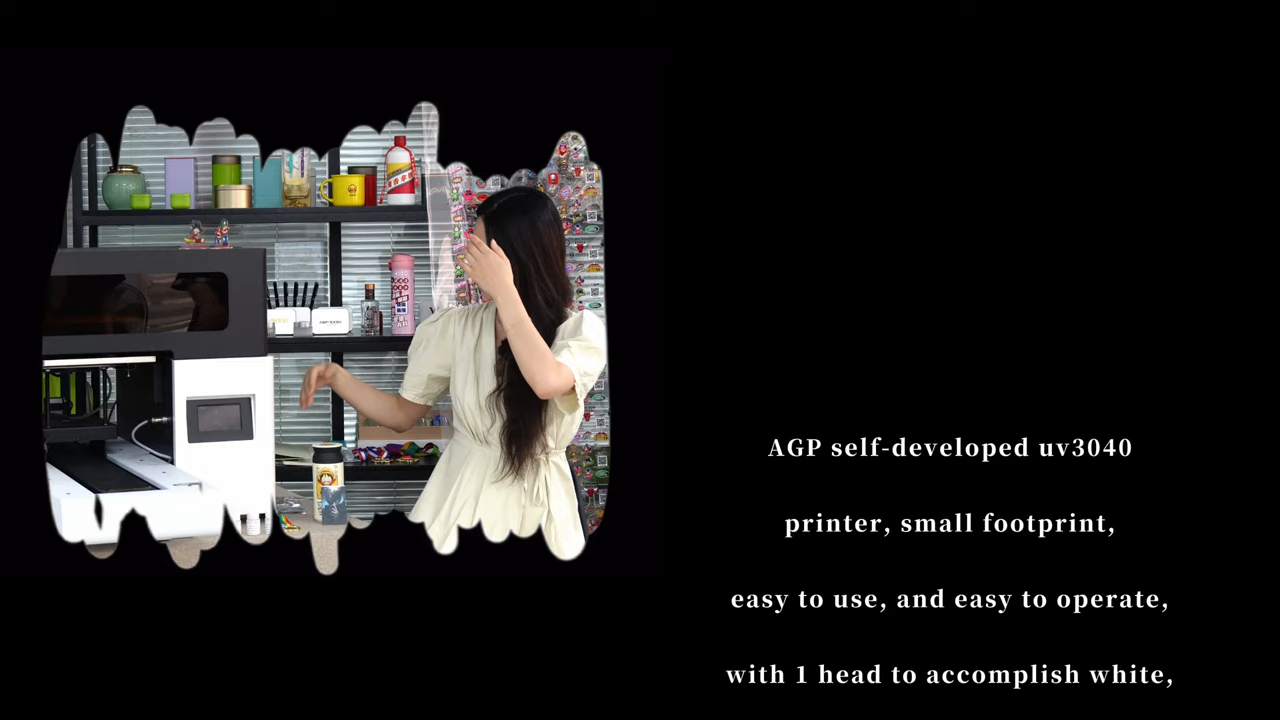 AGP self-developed uv3040
printer, small footprint,
easy to use, and easy to operate,
with 1 head to accomplish white,